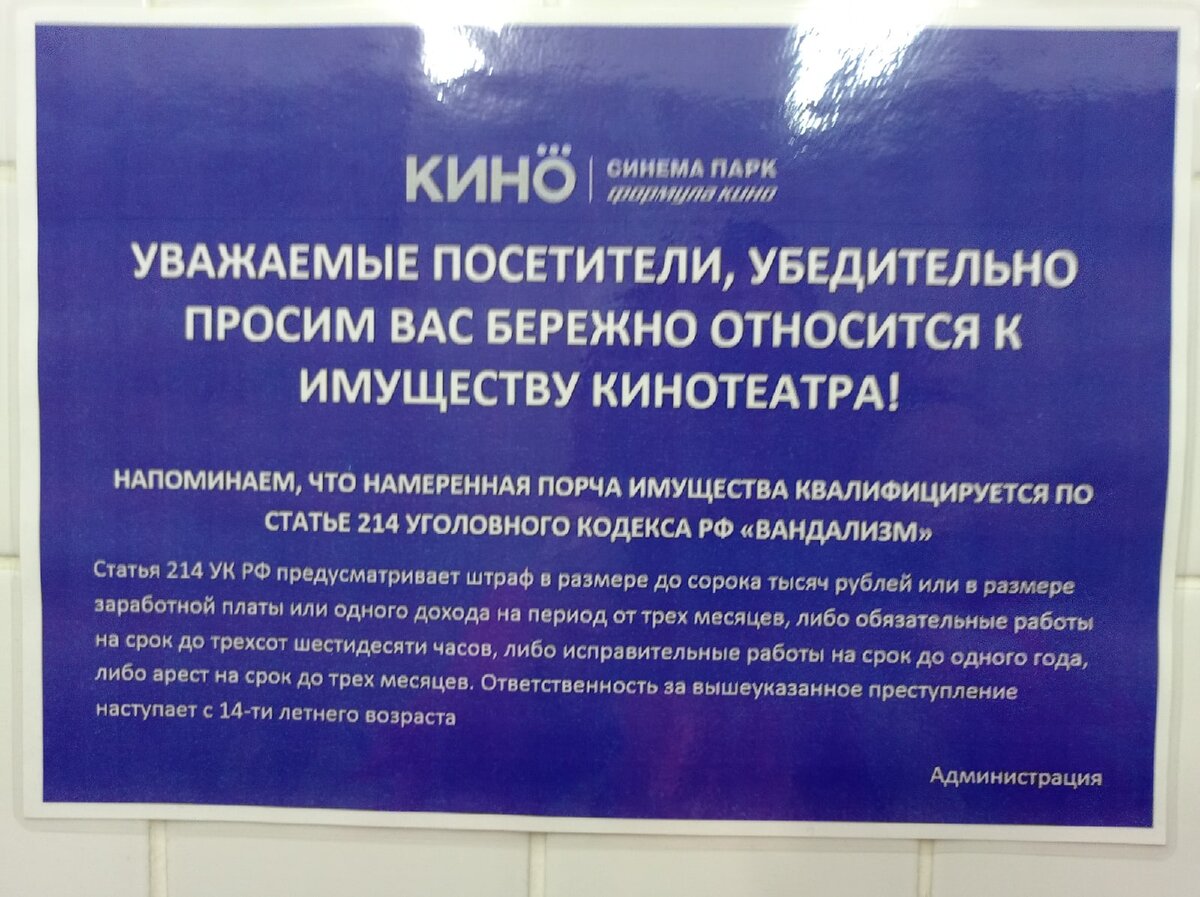 КИНО
СИНЕМА ПАРК
формула кино
УВАЖАЕМЫЕ ПОСЕТИТЕЛИ, УБЕДИТЕЛЬНО
ПРОСИМ ВАС БЕРЕЖНО ОТНОСИТСЯ К
ИМУЩЕСТВУ КИНОТЕАТРА!
НАПОМИНАЕМ, ЧТО НАМЕРЕННАЯ ПОРЧА ИМУЩЕСТВА КВАЛИФИЦИРУЕТСЯ ПО
СТАТЬЕ 214 УГОЛОВНОГО КОДЕКСА РФ «ВАНДАЛИЗМ»
Статья 214 УК РФ предусматривает штраф в размере до сорока тысяч рублей или в размере
заработной платы или одного дохода на период от трех месяцев, либо обязательные работы
на срок до трехсот шестидесяти часов, либо исправительные работы на срок до одного года,
либо арест на срок до трех месяцев. Ответственность за вышеуказанное преступление
наступает с 14-ти летнего возраста
Администрация